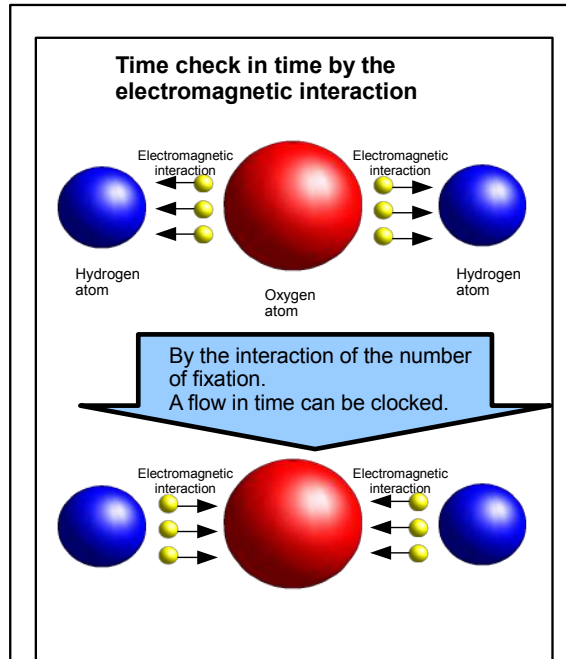 Time check in time by the
electromagnetic interaction
Electromagnetic
interaction
Electromagnetic
interaction
Hydrogen
atom
Oxygen
atom
Hydrogen
atom
By the interaction of the number
of fixation.
A flow in time can be clocked.
Electromagnetic
interaction
Electromagnetic
interaction